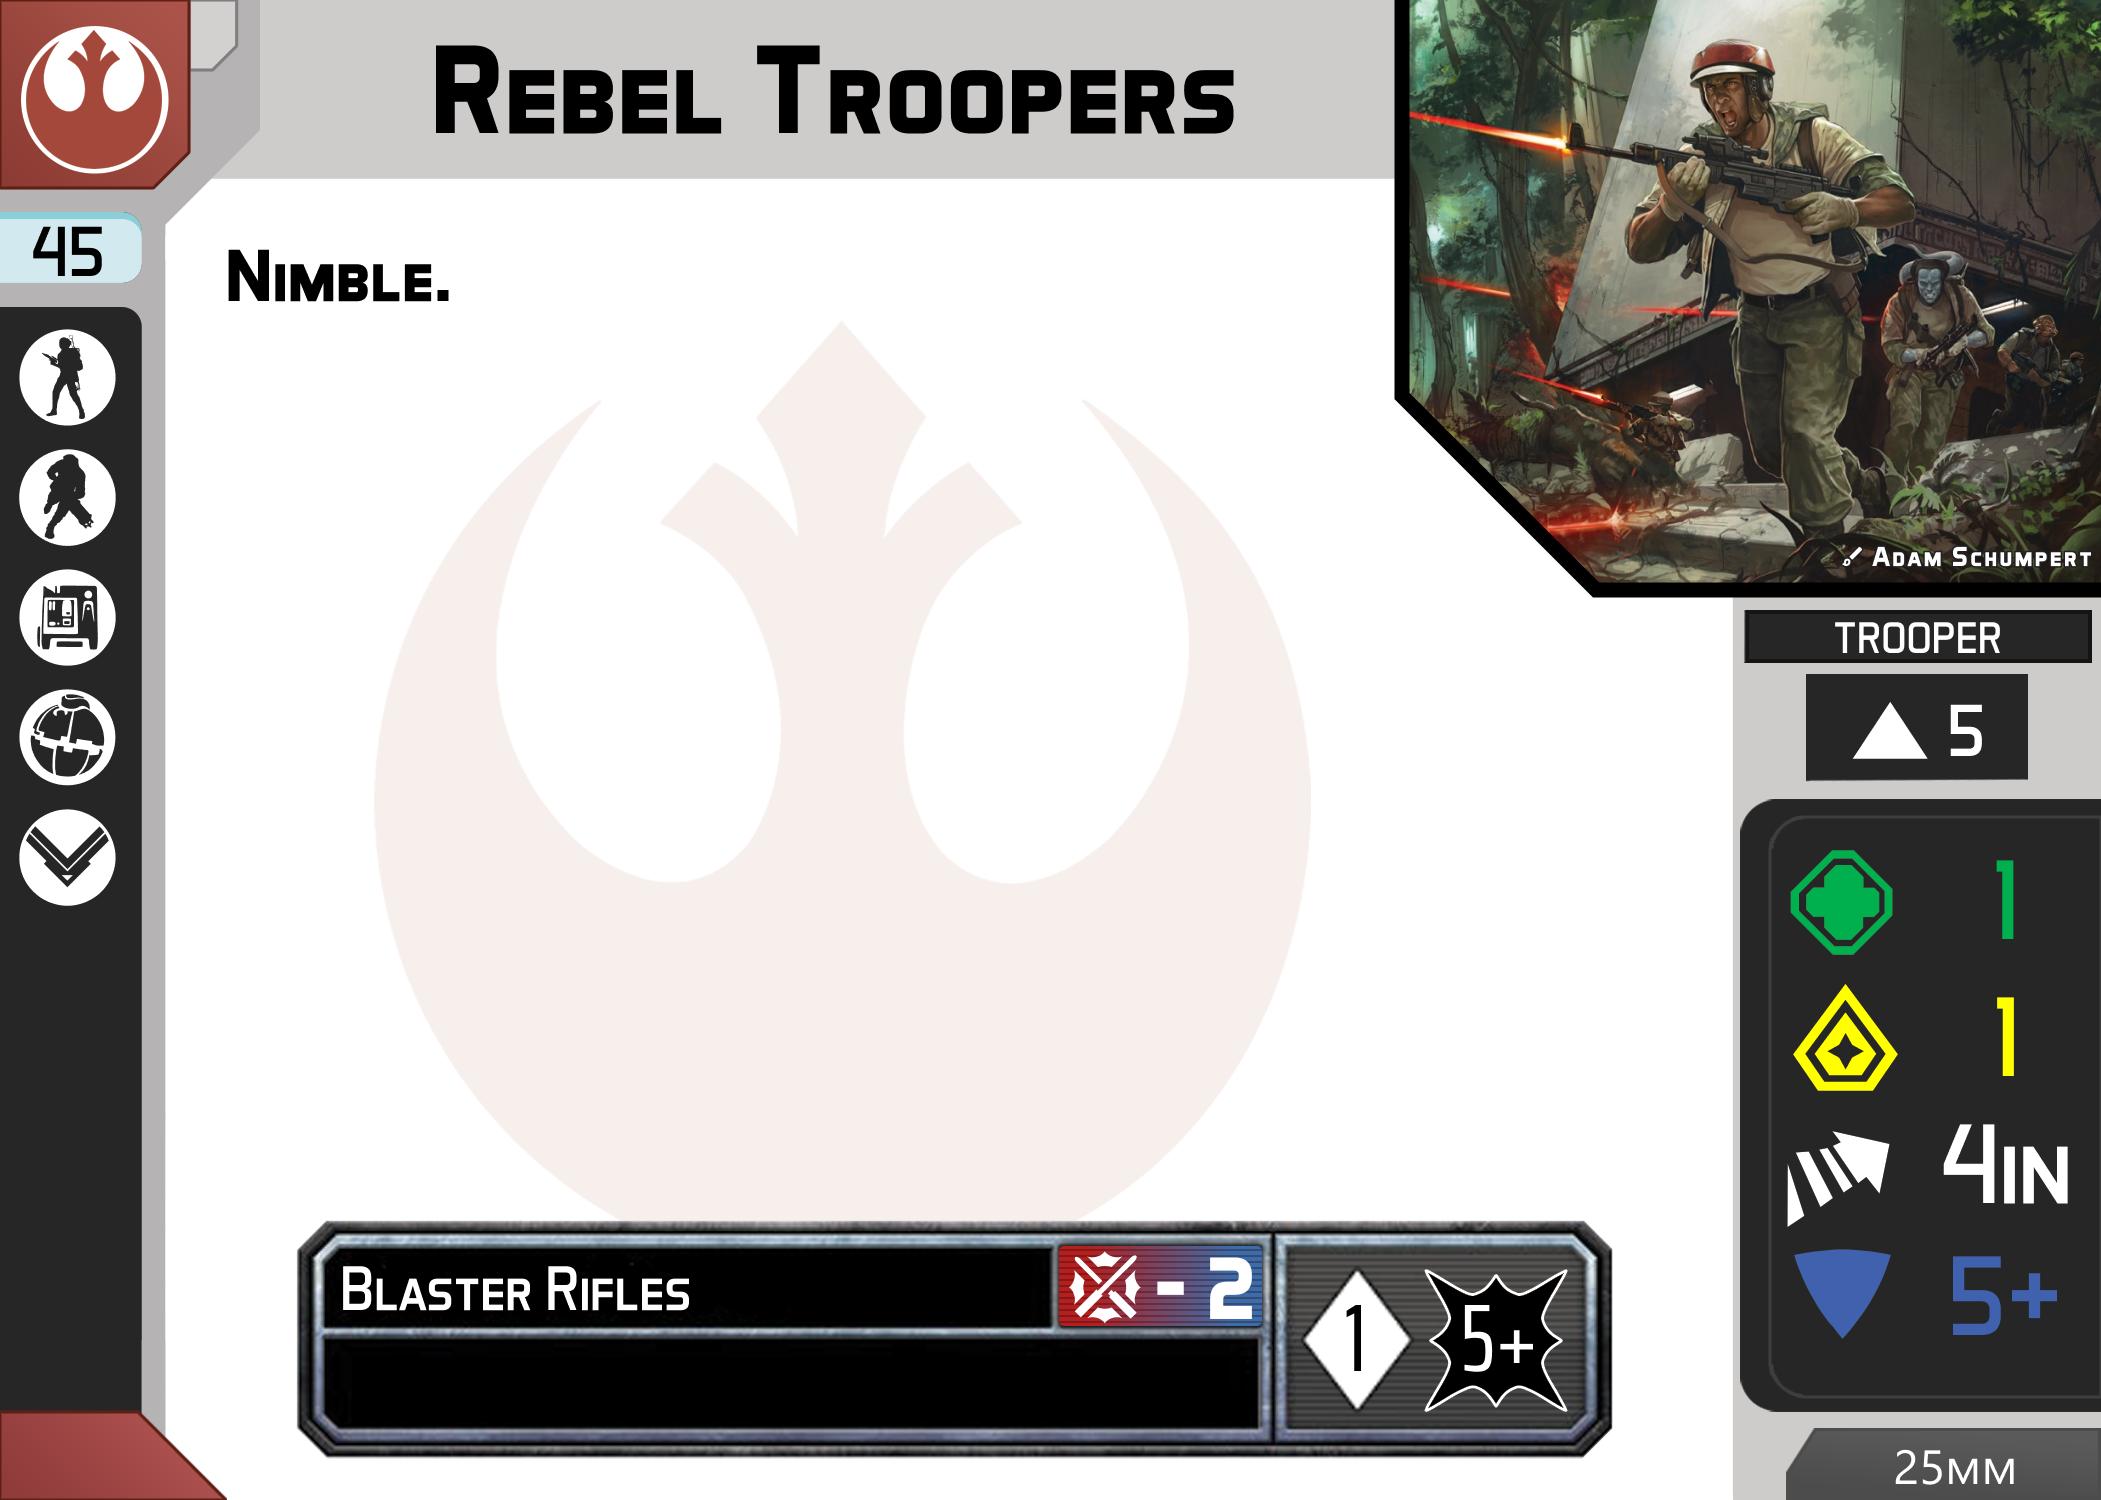 REBEL TROOPERS
45
NIMBLE.
ADAM SCHUMPERT
TROOPER
5
1
1
4IN
5+
BLASTER RIFLES
- 2
1
5+
25MM